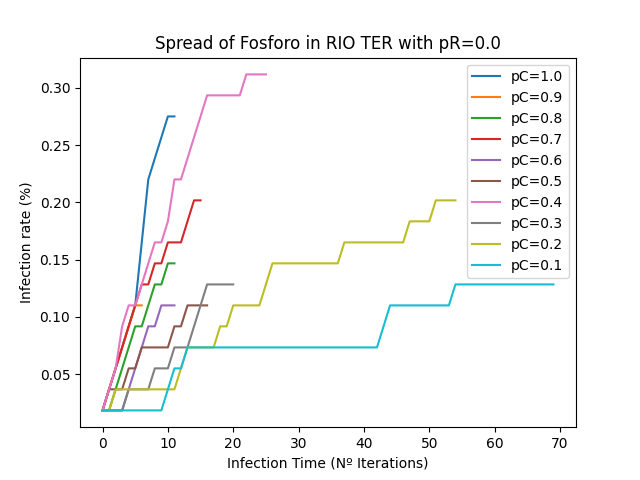 Spread of Fosforo in RIO TER with pR=0.0
Infection rate (%)
0.30
0.25
0.20
0.15
0.10
0.05
0 10 20 30 40 50 60 70
Infection Time (Nº Iterations)
pC=1.0
pC=0.9
pC=0.8
pC=0.7
pC=0.6
pC=0.5
pC=0.4
pC=0.3
pC=0.2
pC=0.1